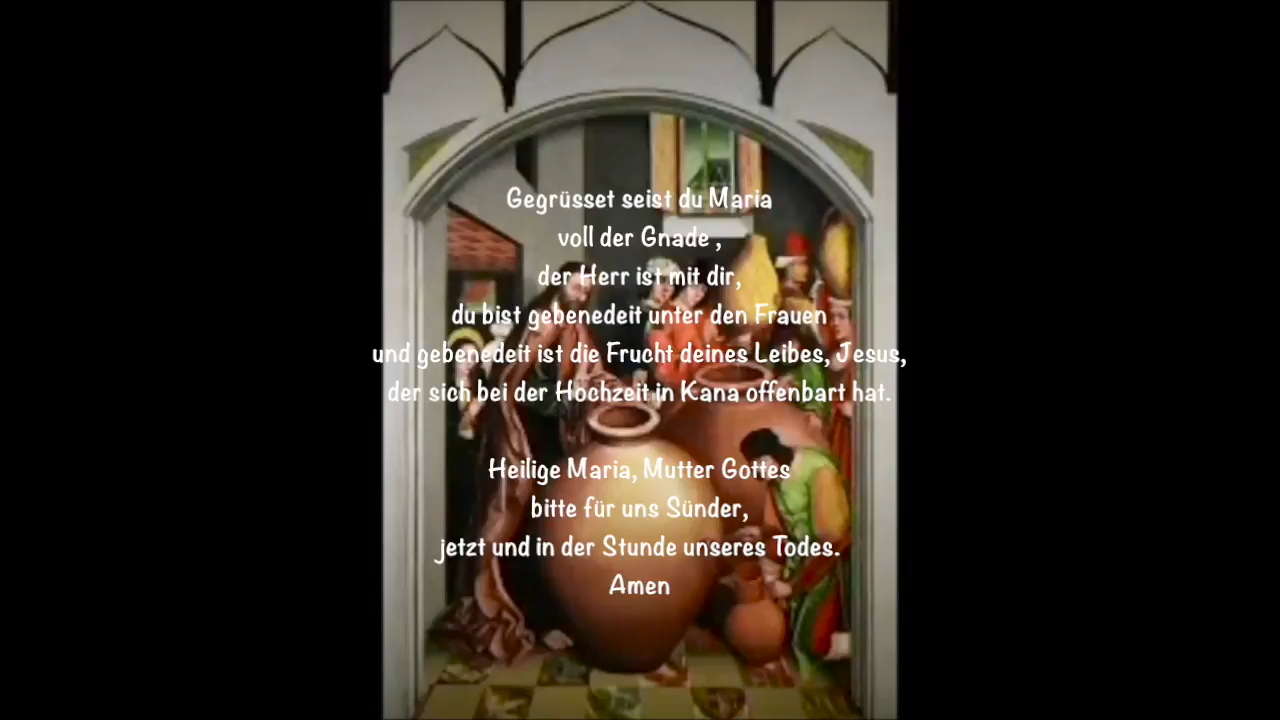 Gegrüsset seist du Maria
voll der Gnade ,
der Herr ist mit dir,
du bist gebenedeit unter den Frauen
und gebenedeit ist die Frucht deines Leibes, Jesus,
der sich bei der Hochzeit in Kana offenbart hat.
Heilige Maria, Mutter Gottes
bitte für uns Sünder,
jetzt und in der Stunde unseres Todes.
Amen